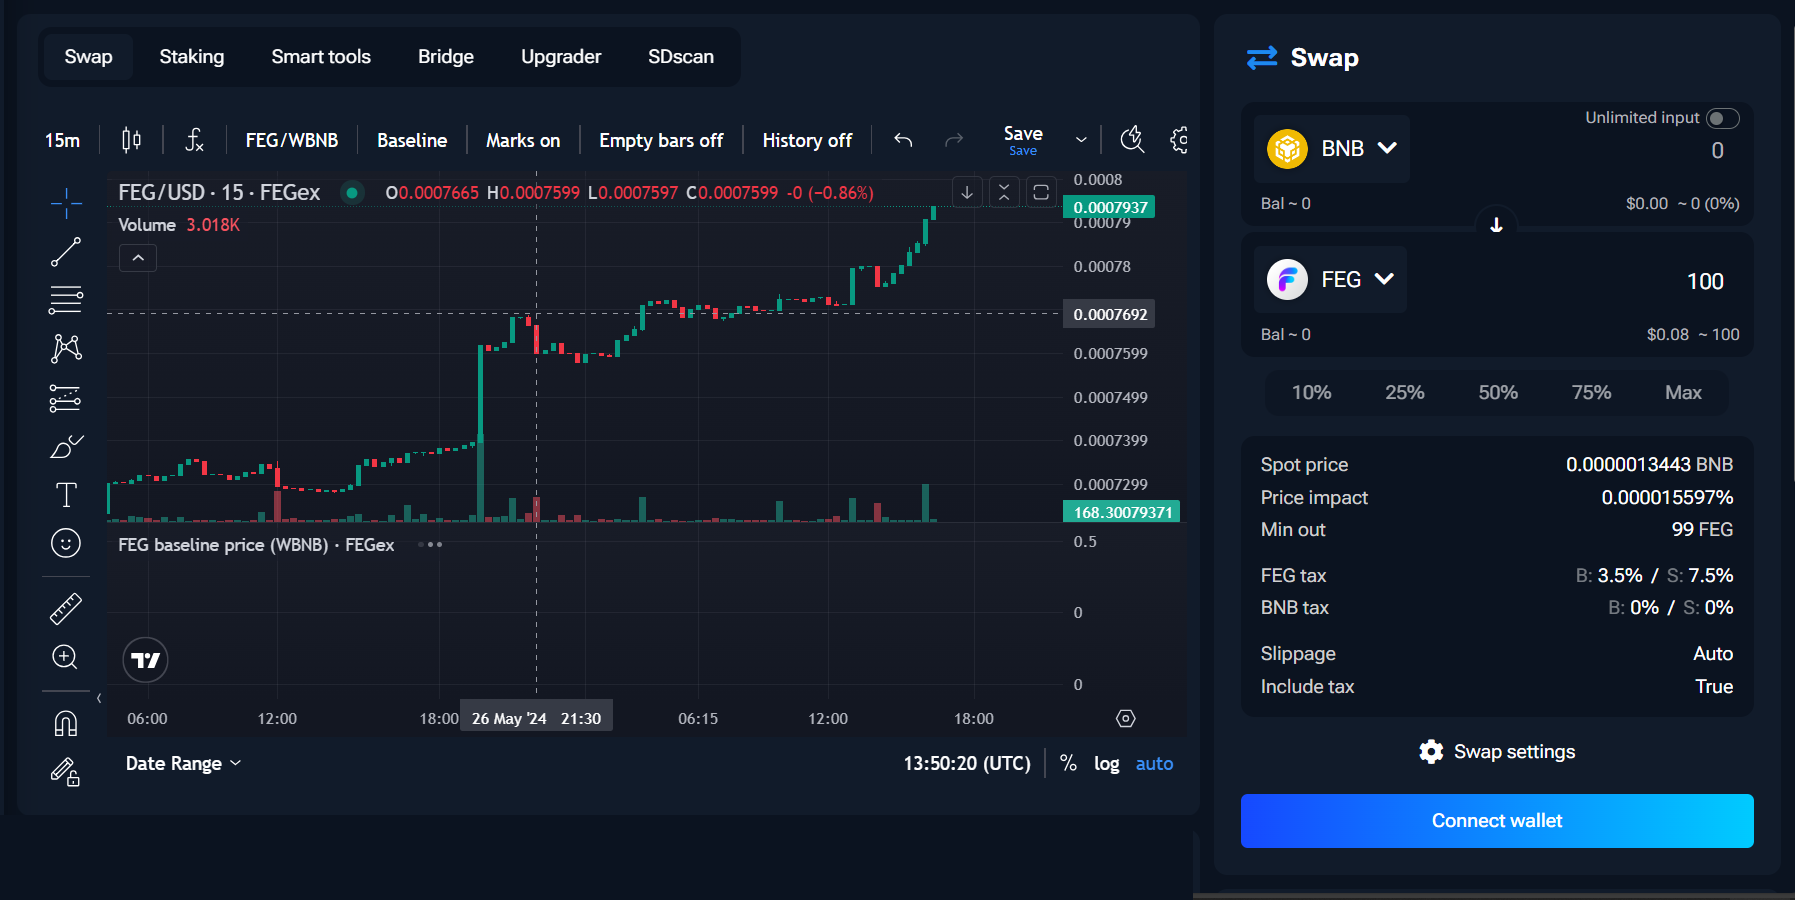 Swap Staking Smart tools Bridge Upgrader SDscan
15m FEG/WBNB Baseline Marks on Empty bars off History off Save
Save
FEG/USD · 15 · FEGex O0.0007665 H0.0007599 L0.0007597 C0.0007599 -0 (−0.86%)
Volume 3.018K
0.0008
0.0007937
0.00079
0.00078
0.0007692
0.0007599
0.0007499
0.0007399
0.0007299
168.30079371
FEG baseline price (WBNB) · FEGex
0.5
0
0
06:00 12:00 18:00 26 May '24 21:30 06:15 12:00 18:00
Date Range 13:50:20 (UTC) % log auto
Swap
Unlimited input
BNB 0
Bal ~ 0 $0.00 ~ 0 (0%)
FEG 100
Bal ~ 0 $0.08 ~ 100
10% 25% 50% 75% Max
Spot price 0.0000013443 BNB
Price impact 0.000015597%
Min out 99 FEG
FEG tax B: 3.5% / S: 7.5%
BNB tax B: 0% / S: 0%
Slippage Auto
Include tax True
Swap settings
Connect wallet